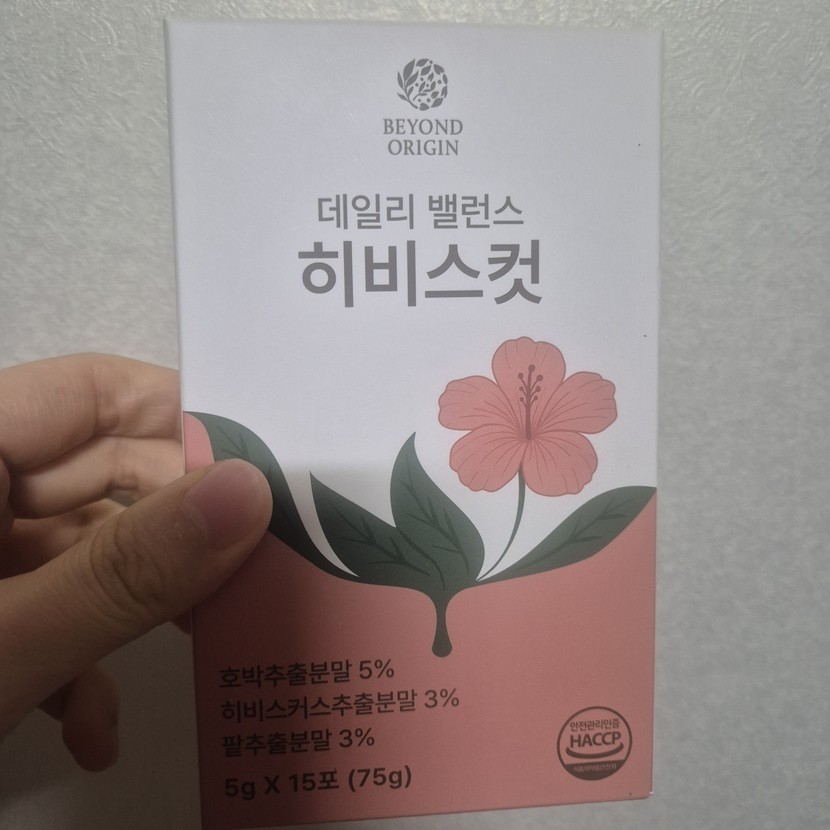 BEYOND
ORIGIN
데일리 밸런스
히비스컷
호박추출분말 5%
히비스커스추출분말 3%
팥추출분말 3%
5g X 15포 (75g)
안전관리인증
HACCP